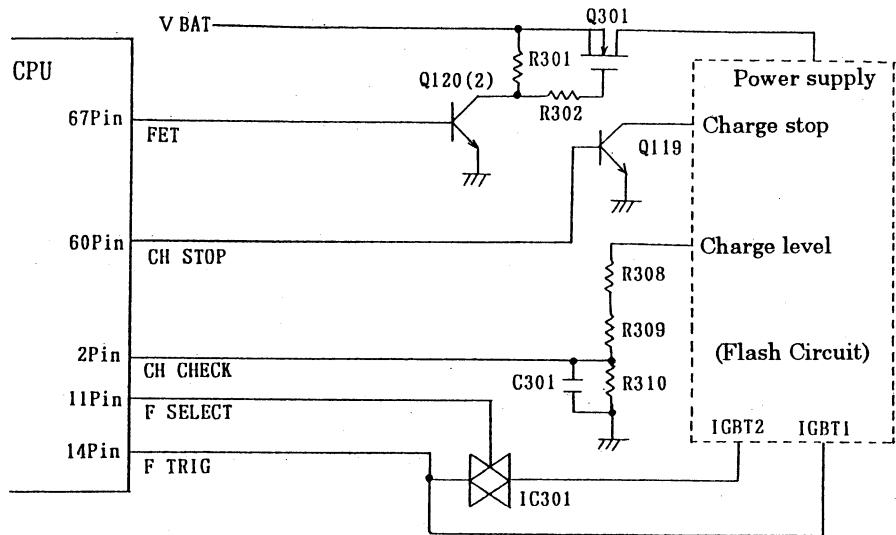 V BAT
Q301
CPU
R301
Q120(2)
Power supply
67Pin
R302
FET
Charge stop
Q119
60Pin
CH STOP
Charge level
R308
R309
2Pin
CH CHECK
(Flash Circuit)
C301
R310
11Pin
F SELECT
IGBT2
IGBT1
14Pin
F TRIG
IC301